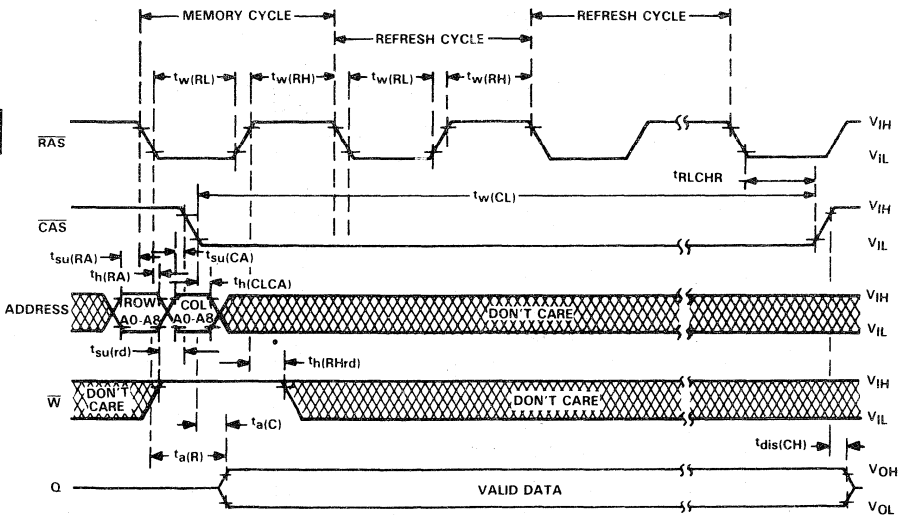 MEMORY CYCLE
REFRESH CYCLE
REFRESH CYCLE
tw(RL)
tw(RH)
tw(RL)
tw(RH)
RAS
VIH
VIL
tRLCHR
tw(CL)
CAS
VIH
VIL
tsu(RA)
tsu(CA)
th(RA)
th(CLCA)
ADDRESS
ROW
A0-A8
COL
A0-A8
DON'T CARE
VIH
VIL
tsu(rd)
th(RHrd)
W
DON'T
CARE
DON'T CARE
VIH
VIL
ta(C)
ta(R)
tdis(CH)
Q
VALID DATA
VOH
VOL